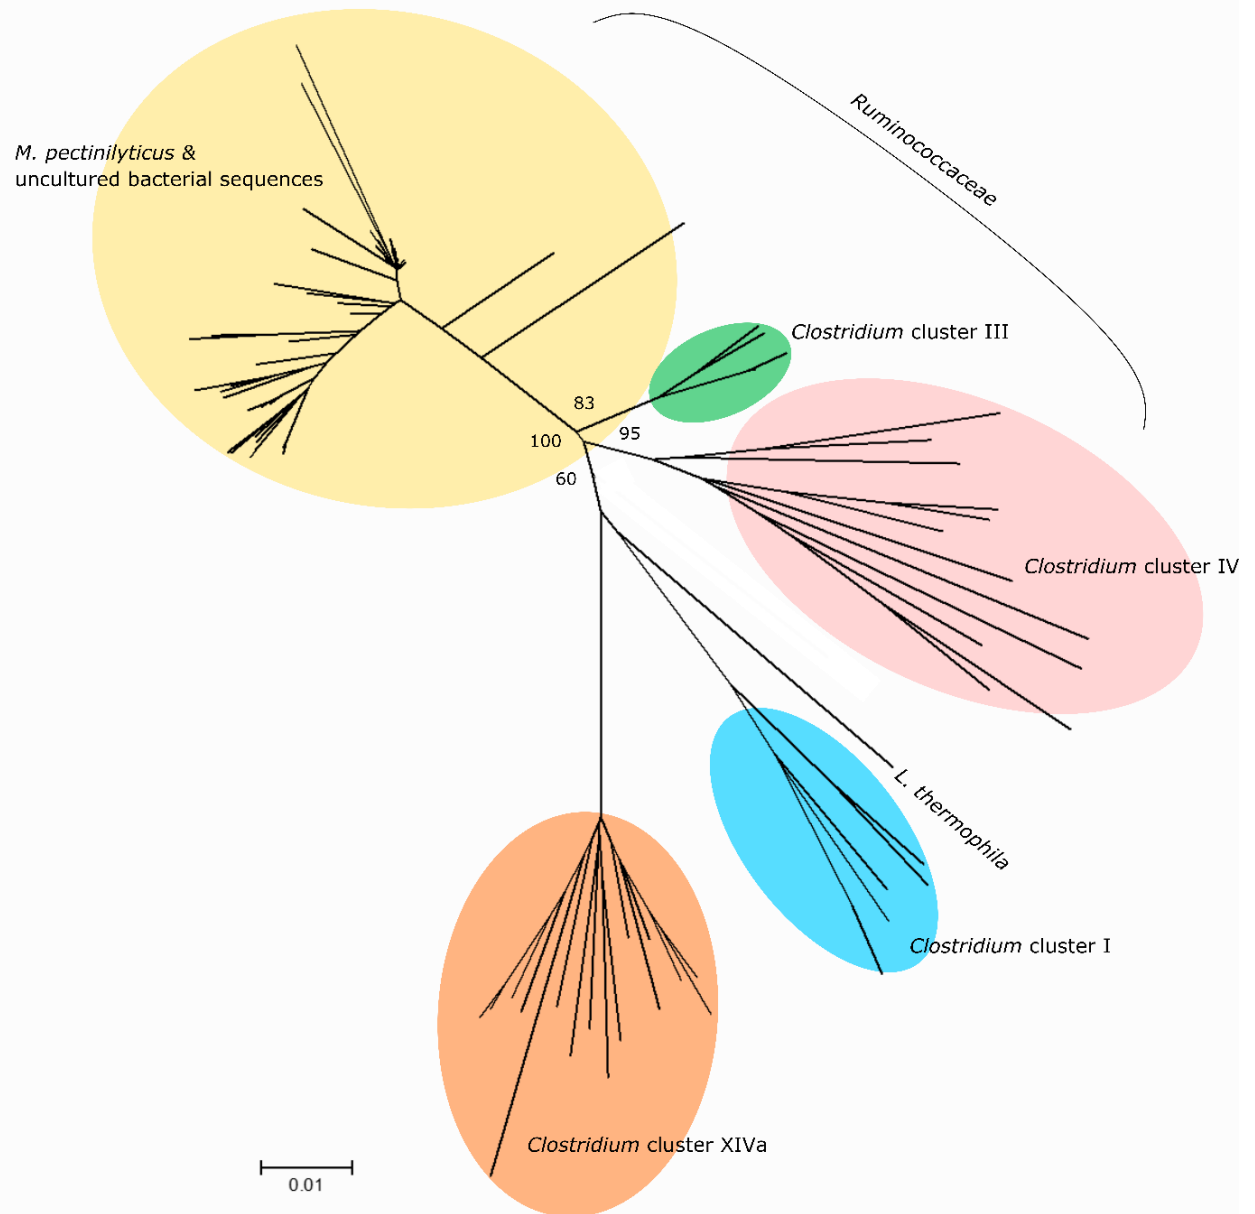 Ruminococcaceae
M. pectinilyticus &
uncultured bacterial sequences
Clostridium cluster III
83
95
100
60
Clostridium cluster IV
L. thermophila
Clostridium cluster I
Clostridium cluster XIVa
0.01